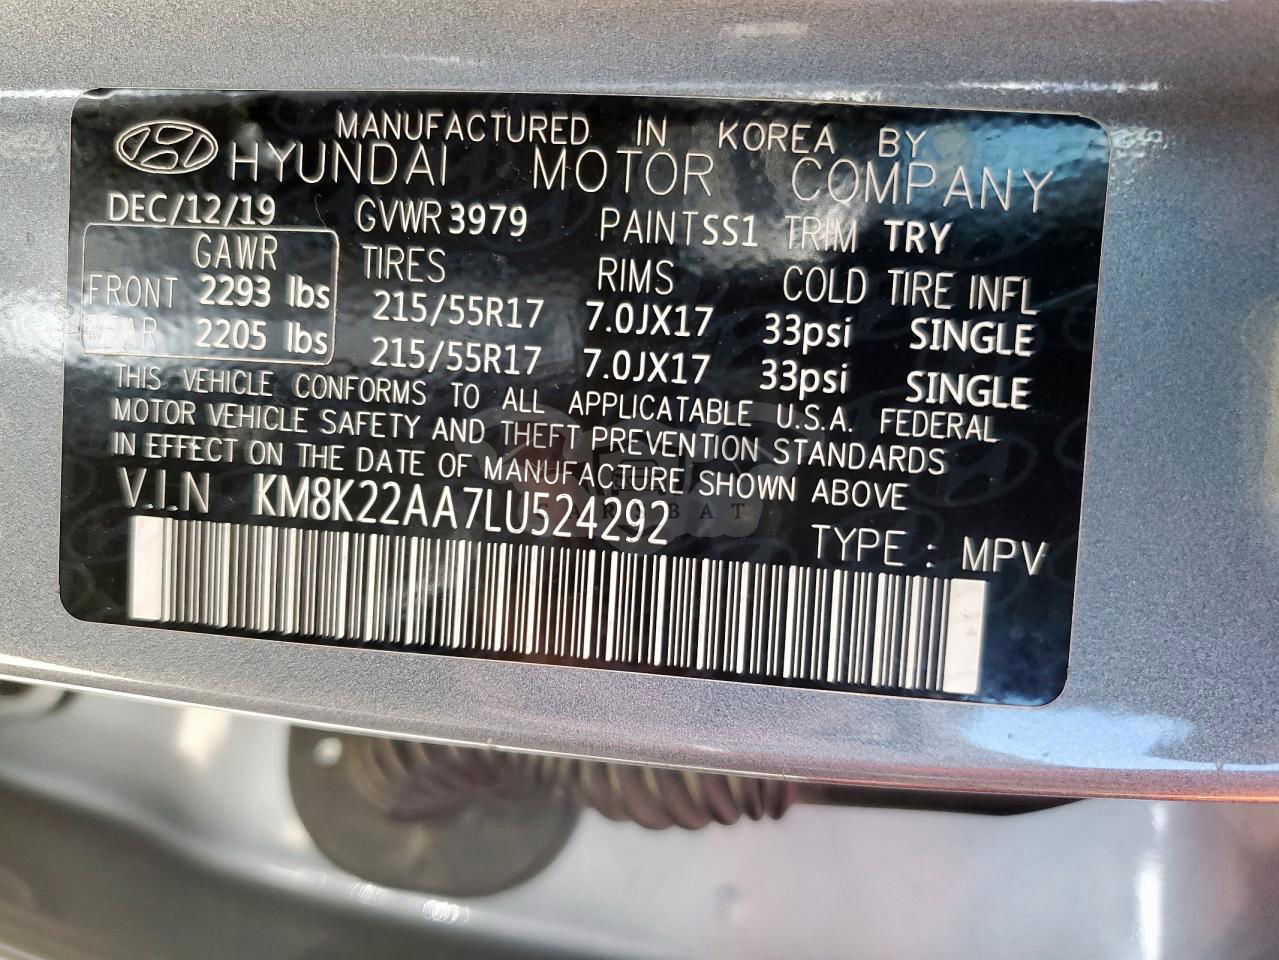 MANUFACTURED IN KOREA BY
HYUNDAI MOTOR COMPANY
DEC/12/19 GVWR 3979 PAINT SS1 TRIM TRY
GAWR TIRES RIMS COLD TIRE INFL
FRONT 2293 lbs 215/55R17 7.0JX17 33psi SINGLE
REAR 2205 lbs 215/55R17 7.0JX17 33psi SINGLE
THIS VEHICLE CONFORMS TO ALL APPLICATABLE U.S.A. FEDERAL
MOTOR VEHICLE SAFETY AND THEFT PREVENTION STANDARDS
IN EFFECT ON THE DATE OF MANUFACTURE SHOWN ABOVE
V.I.N KM8K22AA7LU524292
TYPE : MPV